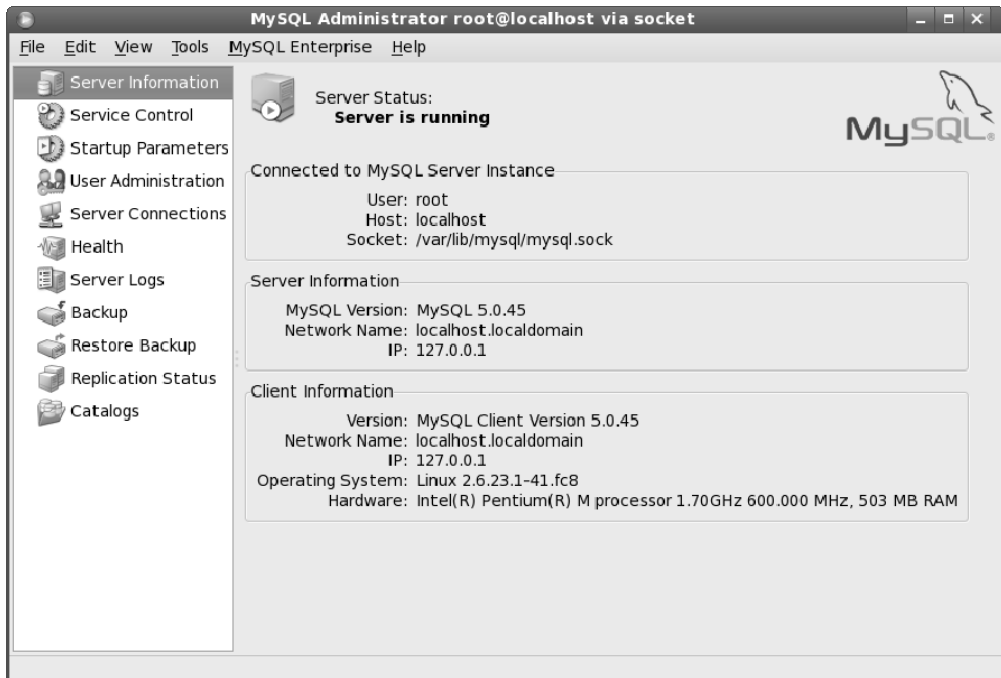 MySQL Administrator root@localhost via socket
File Edit View Tools MySQL Enterprise Help
Server Information
Service Control
Startup Parameters
User Administration
Server Connections
Health
Server Logs
Backup
Restore Backup
Replication Status
Catalogs
Server Status:
Server is running
MySQL®
Connected to MySQL Server Instance
User: root
Host: localhost
Socket: /var/lib/mysql/mysql.sock
Server Information
MySQL Version: MySQL 5.0.45
Network Name: localhost.localdomain
IP: 127.0.0.1
Client Information
Version: MySQL Client Version 5.0.45
Network Name: localhost.localdomain
IP: 127.0.0.1
Operating System: Linux 2.6.23.1-41.fc8
Hardware: Intel(R) Pentium(R) M processor 1.70GHz 600.000 MHz, 503 MB RAM